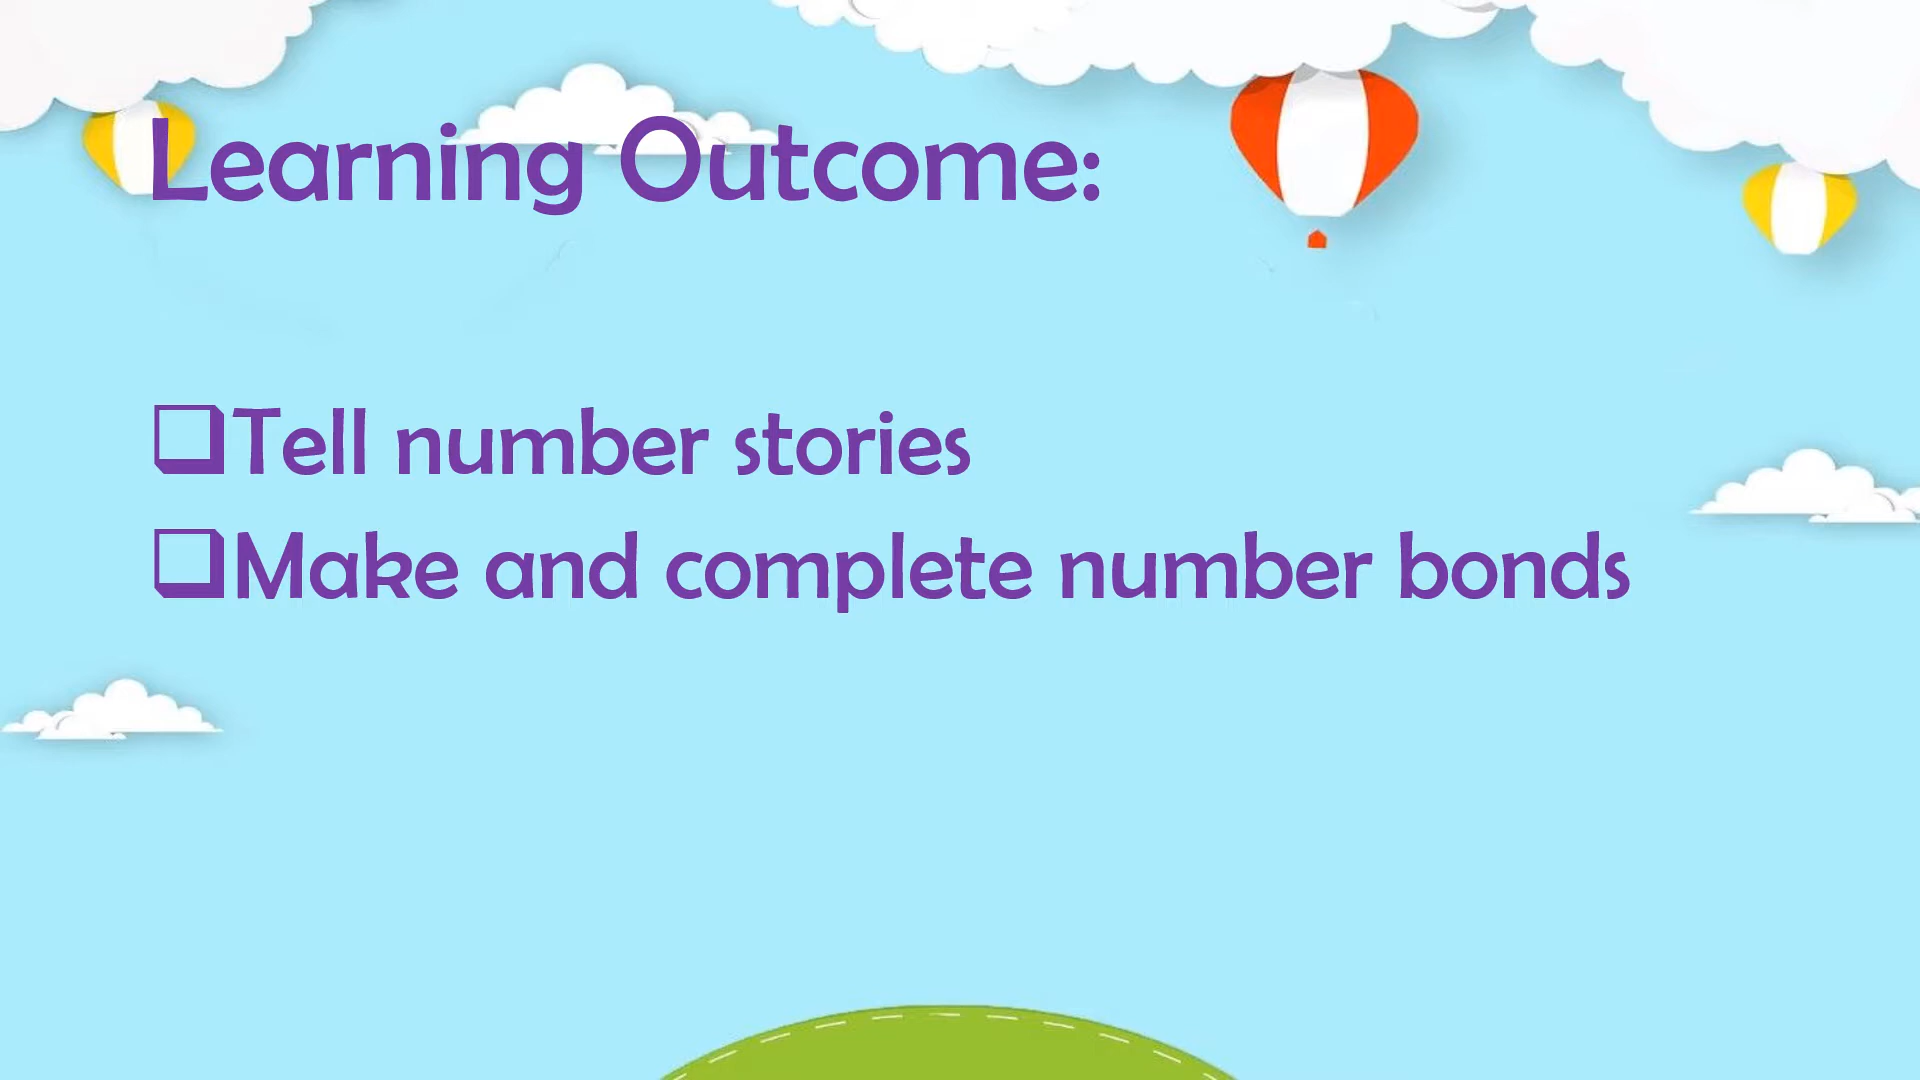 Learning Outcome:
❑Tell number stories
❑Make and complete number bonds